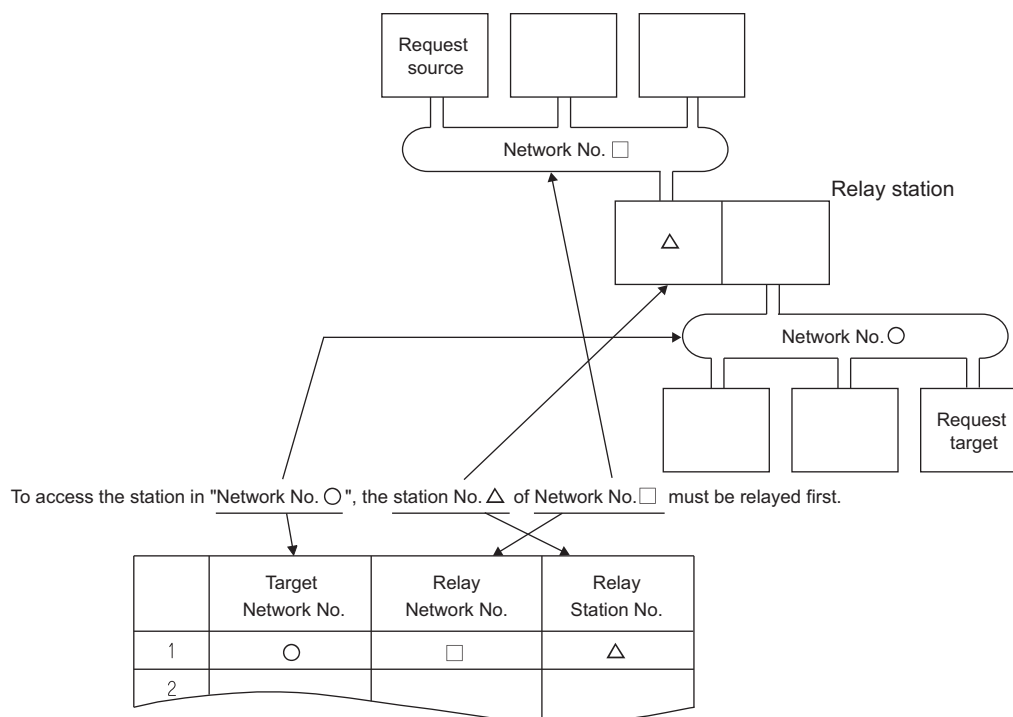 Request
source
Network No. □
Relay station
△
Network No. ○
Request
target
To access the station in "Network No. ○", the station No. △ of Network No. □ must be relayed first.
Target
Network No.
Relay
Network No.
Relay
Station No.
1 ○ □ △
2